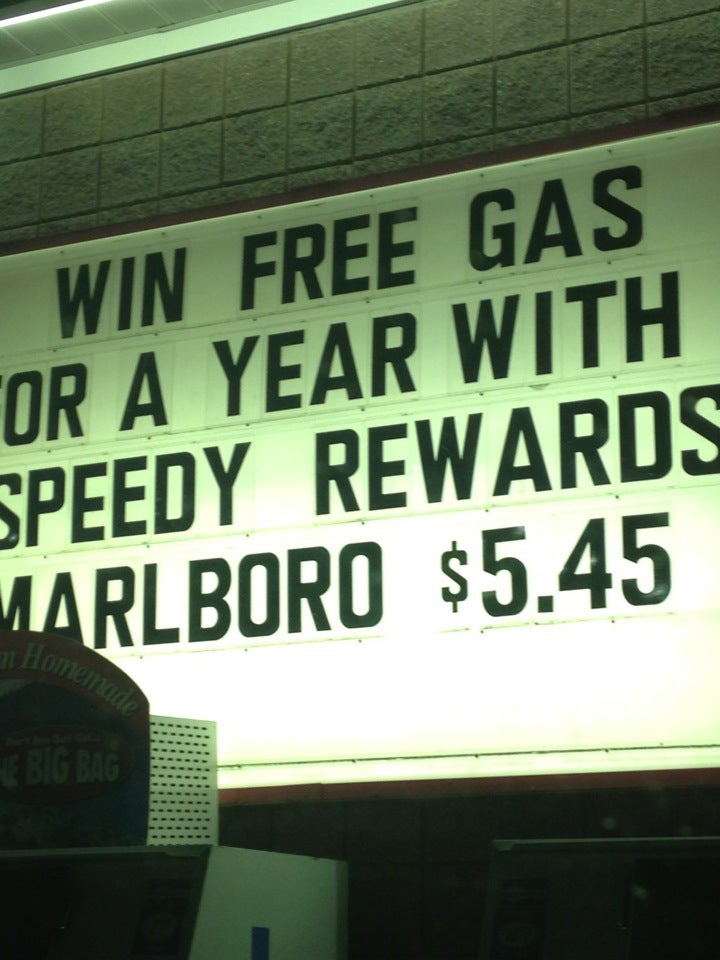 WIN FREE GAS
FOR A YEAR WITH
SPEEDY REWARDS
MARLBORO $5.45
Homemade
BIG BAG